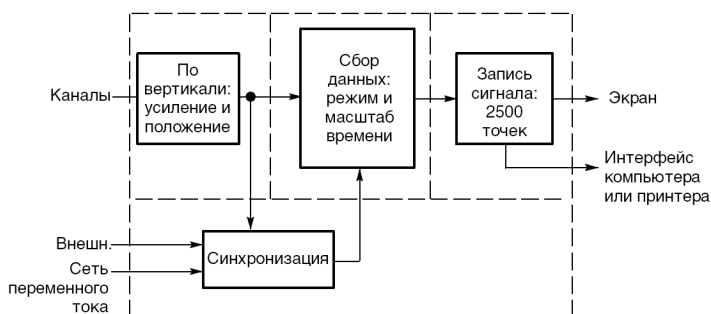 Каналы
По
вертикали:
усиление и
положение
Сбор
данных:
режим и
масштаб
времени
Запись
сигнала:
2500
точек
Экран
Интерфейс
компьютера
или принтера
Внешн.
Сеть
переменного
тока
Синхронизация